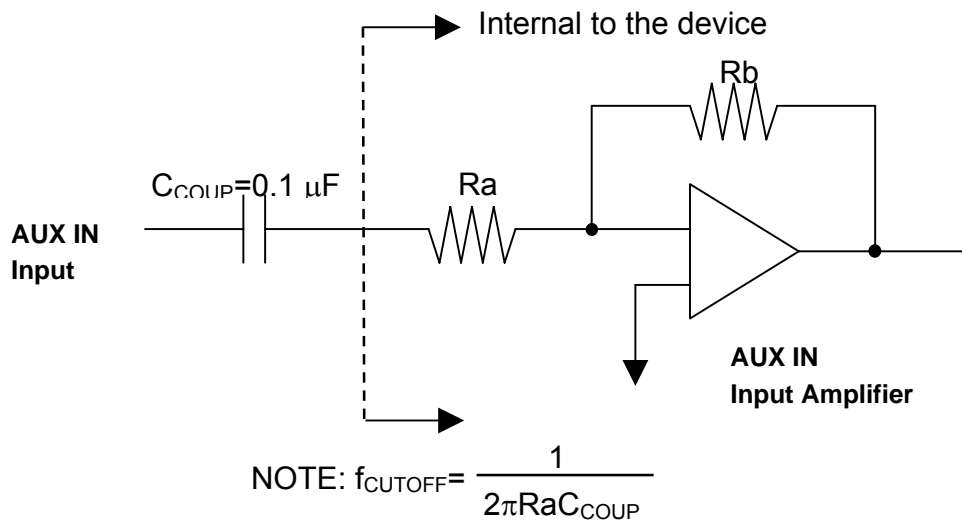 Internal to the device
Rb
C_COUP=0.1 μF
Ra
AUX IN
Input
AUX IN
Input Amplifier
NOTE: f_CUTOFF= 1
2πRaC_COUP